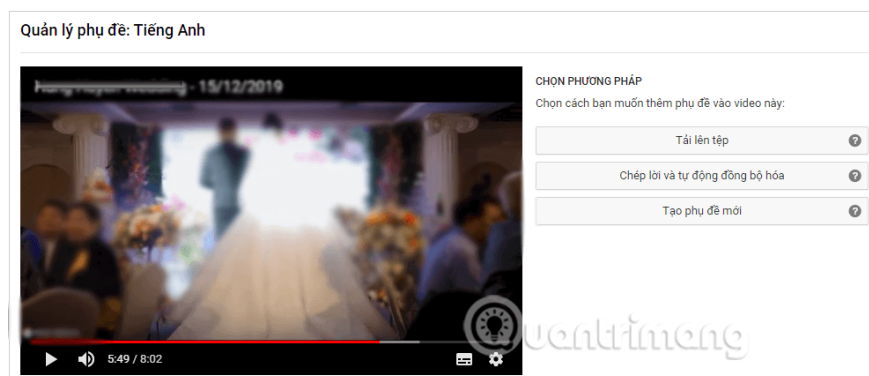 Quản lý phụ đề: Tiếng Anh
- 15/12/2019
CHỌN PHƯƠNG PHÁP
Chọn cách bạn muốn thêm phụ đề vào video này:
Tải lên tệp
Chép lời và tự động đồng bộ hóa
Tạo phụ đề mới
5:49 / 8:02
uantrimang